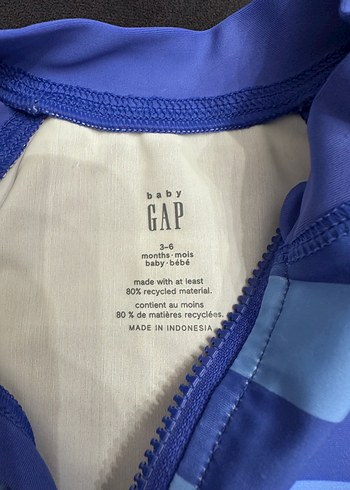 baby
GAP
3–6
months·mois
baby·bébé
made with at least
80% recycled material.
contient au moins
80 % de matières recyclées.
MADE IN INDONESIA